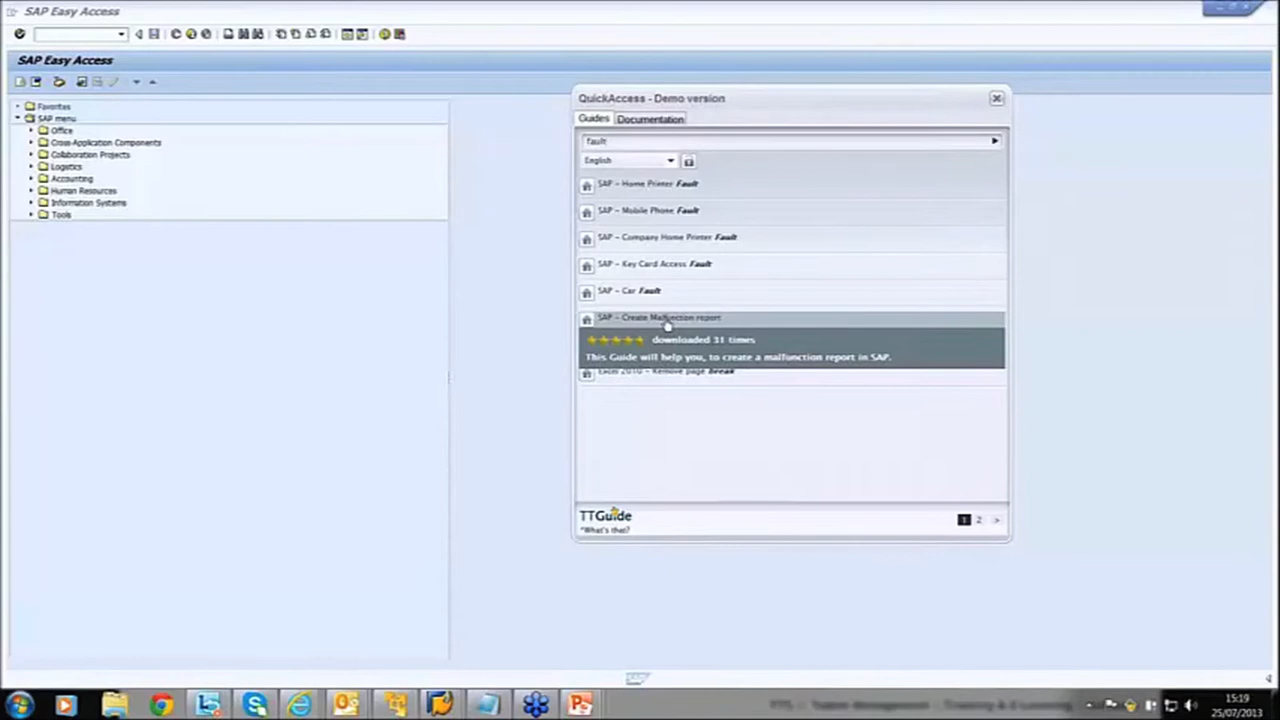 SAP Easy Access
SAP Easy Access
Favorites
SAP menu
Office
Cross-Application Components
Collaboration Projects
Logistics
Accounting
Human Resources
Information Systems
Tools
QuickAccess - Demo version
Guides Documentation
fault
English
SAP - Home Printer Fault
SAP - Mobile Phone Fault
SAP - Company Home Printer Fault
SAP - Key Card Access Fault
SAP - Car Fault
SAP - Create Malfunction report
downloaded 31 times
This Guide will help you, to create a malfunction report in SAP.
Excel 2010 - Remove page break
TTGuide
"What's that?
1 2 >
SAP
15:19
25/07/2013